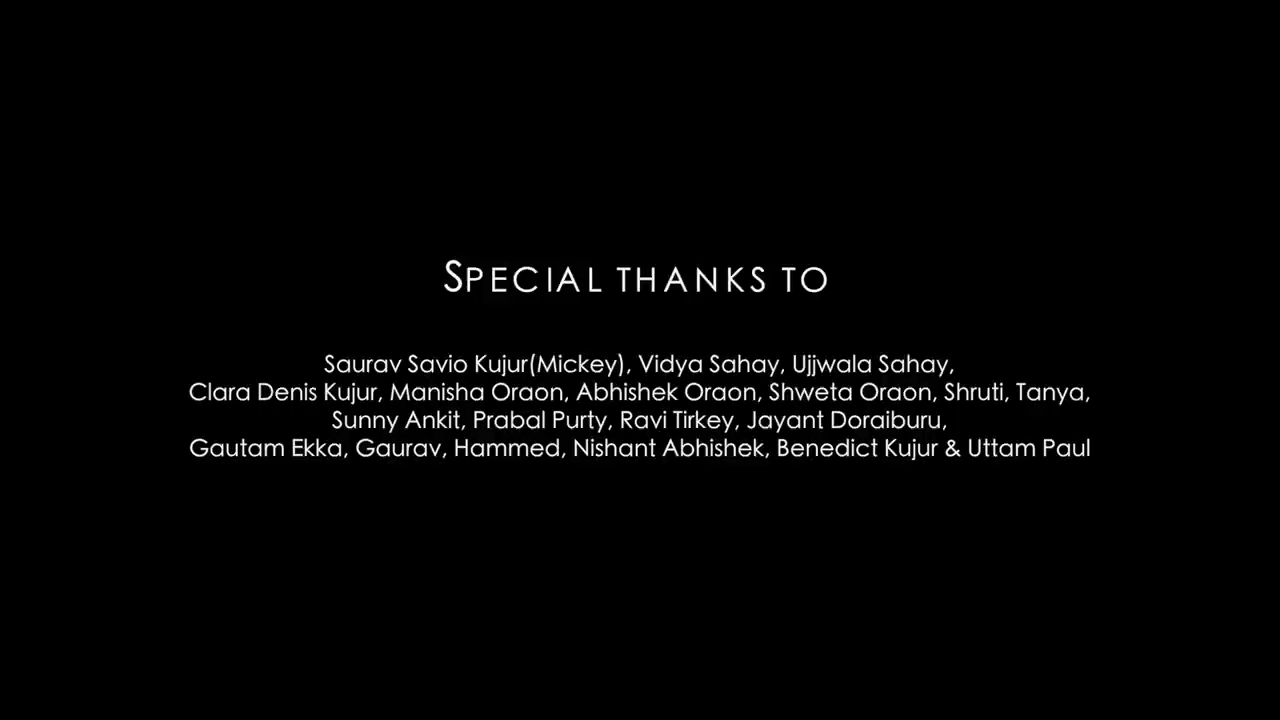 SPECIAL THANKS TO
Saurav Savio Kujur(Mickey), Vidya Sahay, Ujjwala Sahay,
Clara Denis Kujur, Manisha Oraon, Abhishek Oraon, Shweta Oraon, Shruti, Tanya,
Sunny Ankit, Prabal Purty, Ravi Tirkey, Jayant Doraiburu,
Gautam Ekka, Gaurav, Hammed, Nishant Abhishek, Benedict Kujur & Uttam Paul